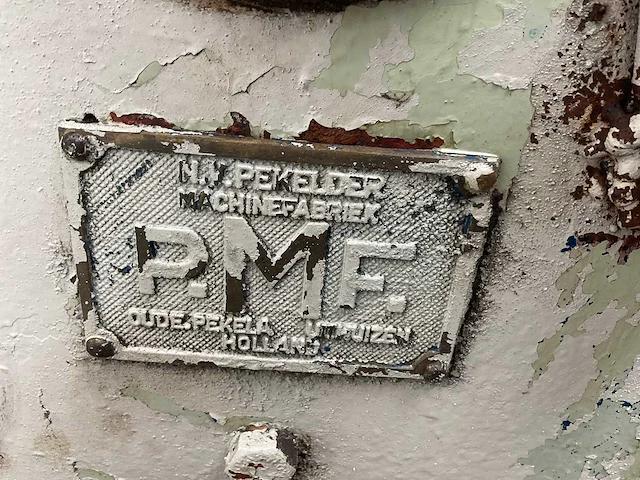 N.V. PEKELDER
MACHINEFABRIEK
P.M.F.
OUDE.PEKELA UITHUIZEN
HOLLAND